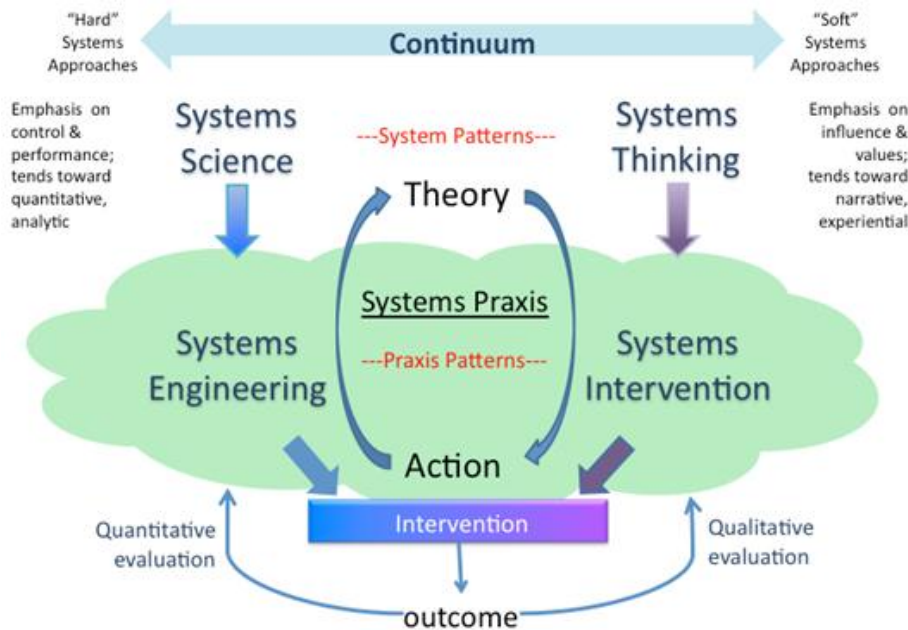 “Hard”
Systems
Approaches
Continuum
“Soft”
Systems
Approaches
Emphasis on
control &
performance;
tends toward
quantitative,
analytic
Systems
Science
---System Patterns---
Theory
Systems
Thinking
Emphasis on
influence &
values;
tends toward
narrative,
experiential
Systems Praxis
---Praxis Patterns---
Systems
Engineering
Systems
Intervention
Action
Intervention
Quantitative
evaluation
Qualitative
evaluation
outcome